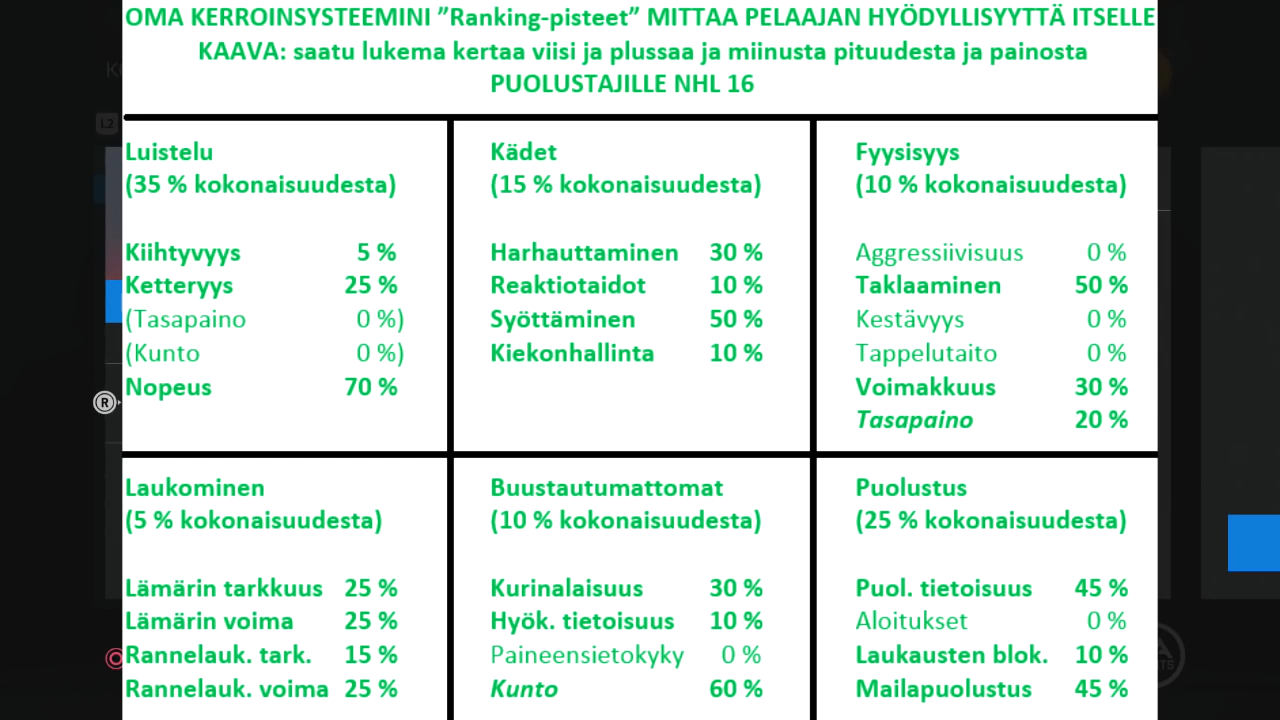 OMA KERROINSYSTEEMINI ”Ranking-pisteet” MITTAA PELAAJAN HYÖDYLLISYYTTÄ ITSELLE
KAAVA: saatu lukema kertaa viisi ja plussaa ja miinusta pituudesta ja painosta
PUOLUSTAJILLE NHL 16
Luistelu
(35 % kokonaisuudesta)
Kiihtyvyys 5 %
Ketteryys 25 %
(Tasapaino 0 %)
(Kunto 0 %)
Nopeus 70 %
Kädet
(15 % kokonaisuudesta)
Harhauttaminen 30 %
Reaktiotaidot 10 %
Syöttäminen 50 %
Kiekonhallinta 10 %
Fyysisyys
(10 % kokonaisuudesta)
Aggressiivisuus 0 %
Taklaaminen 50 %
Kestävyys 0 %
Tappelutaito 0 %
Voimakkuus 30 %
Tasapaino 20 %
Laukominen
(5 % kokonaisuudesta)
Lämärin tarkkuus 25 %
Lämärin voima 25 %
Rannelauk. tark. 15 %
Rannelauk. voima 25 %
Buustautumattomat
(10 % kokonaisuudesta)
Kurinalaisuus 30 %
Hyök. tietoisuus 10 %
Paineensietokyky 0 %
Kunto 60 %
Puolustus
(25 % kokonaisuudesta)
Puol. tietoisuus 45 %
Aloitukset 0 %
Laukausten blok. 10 %
Mailapuolustus 45 %
L2
R